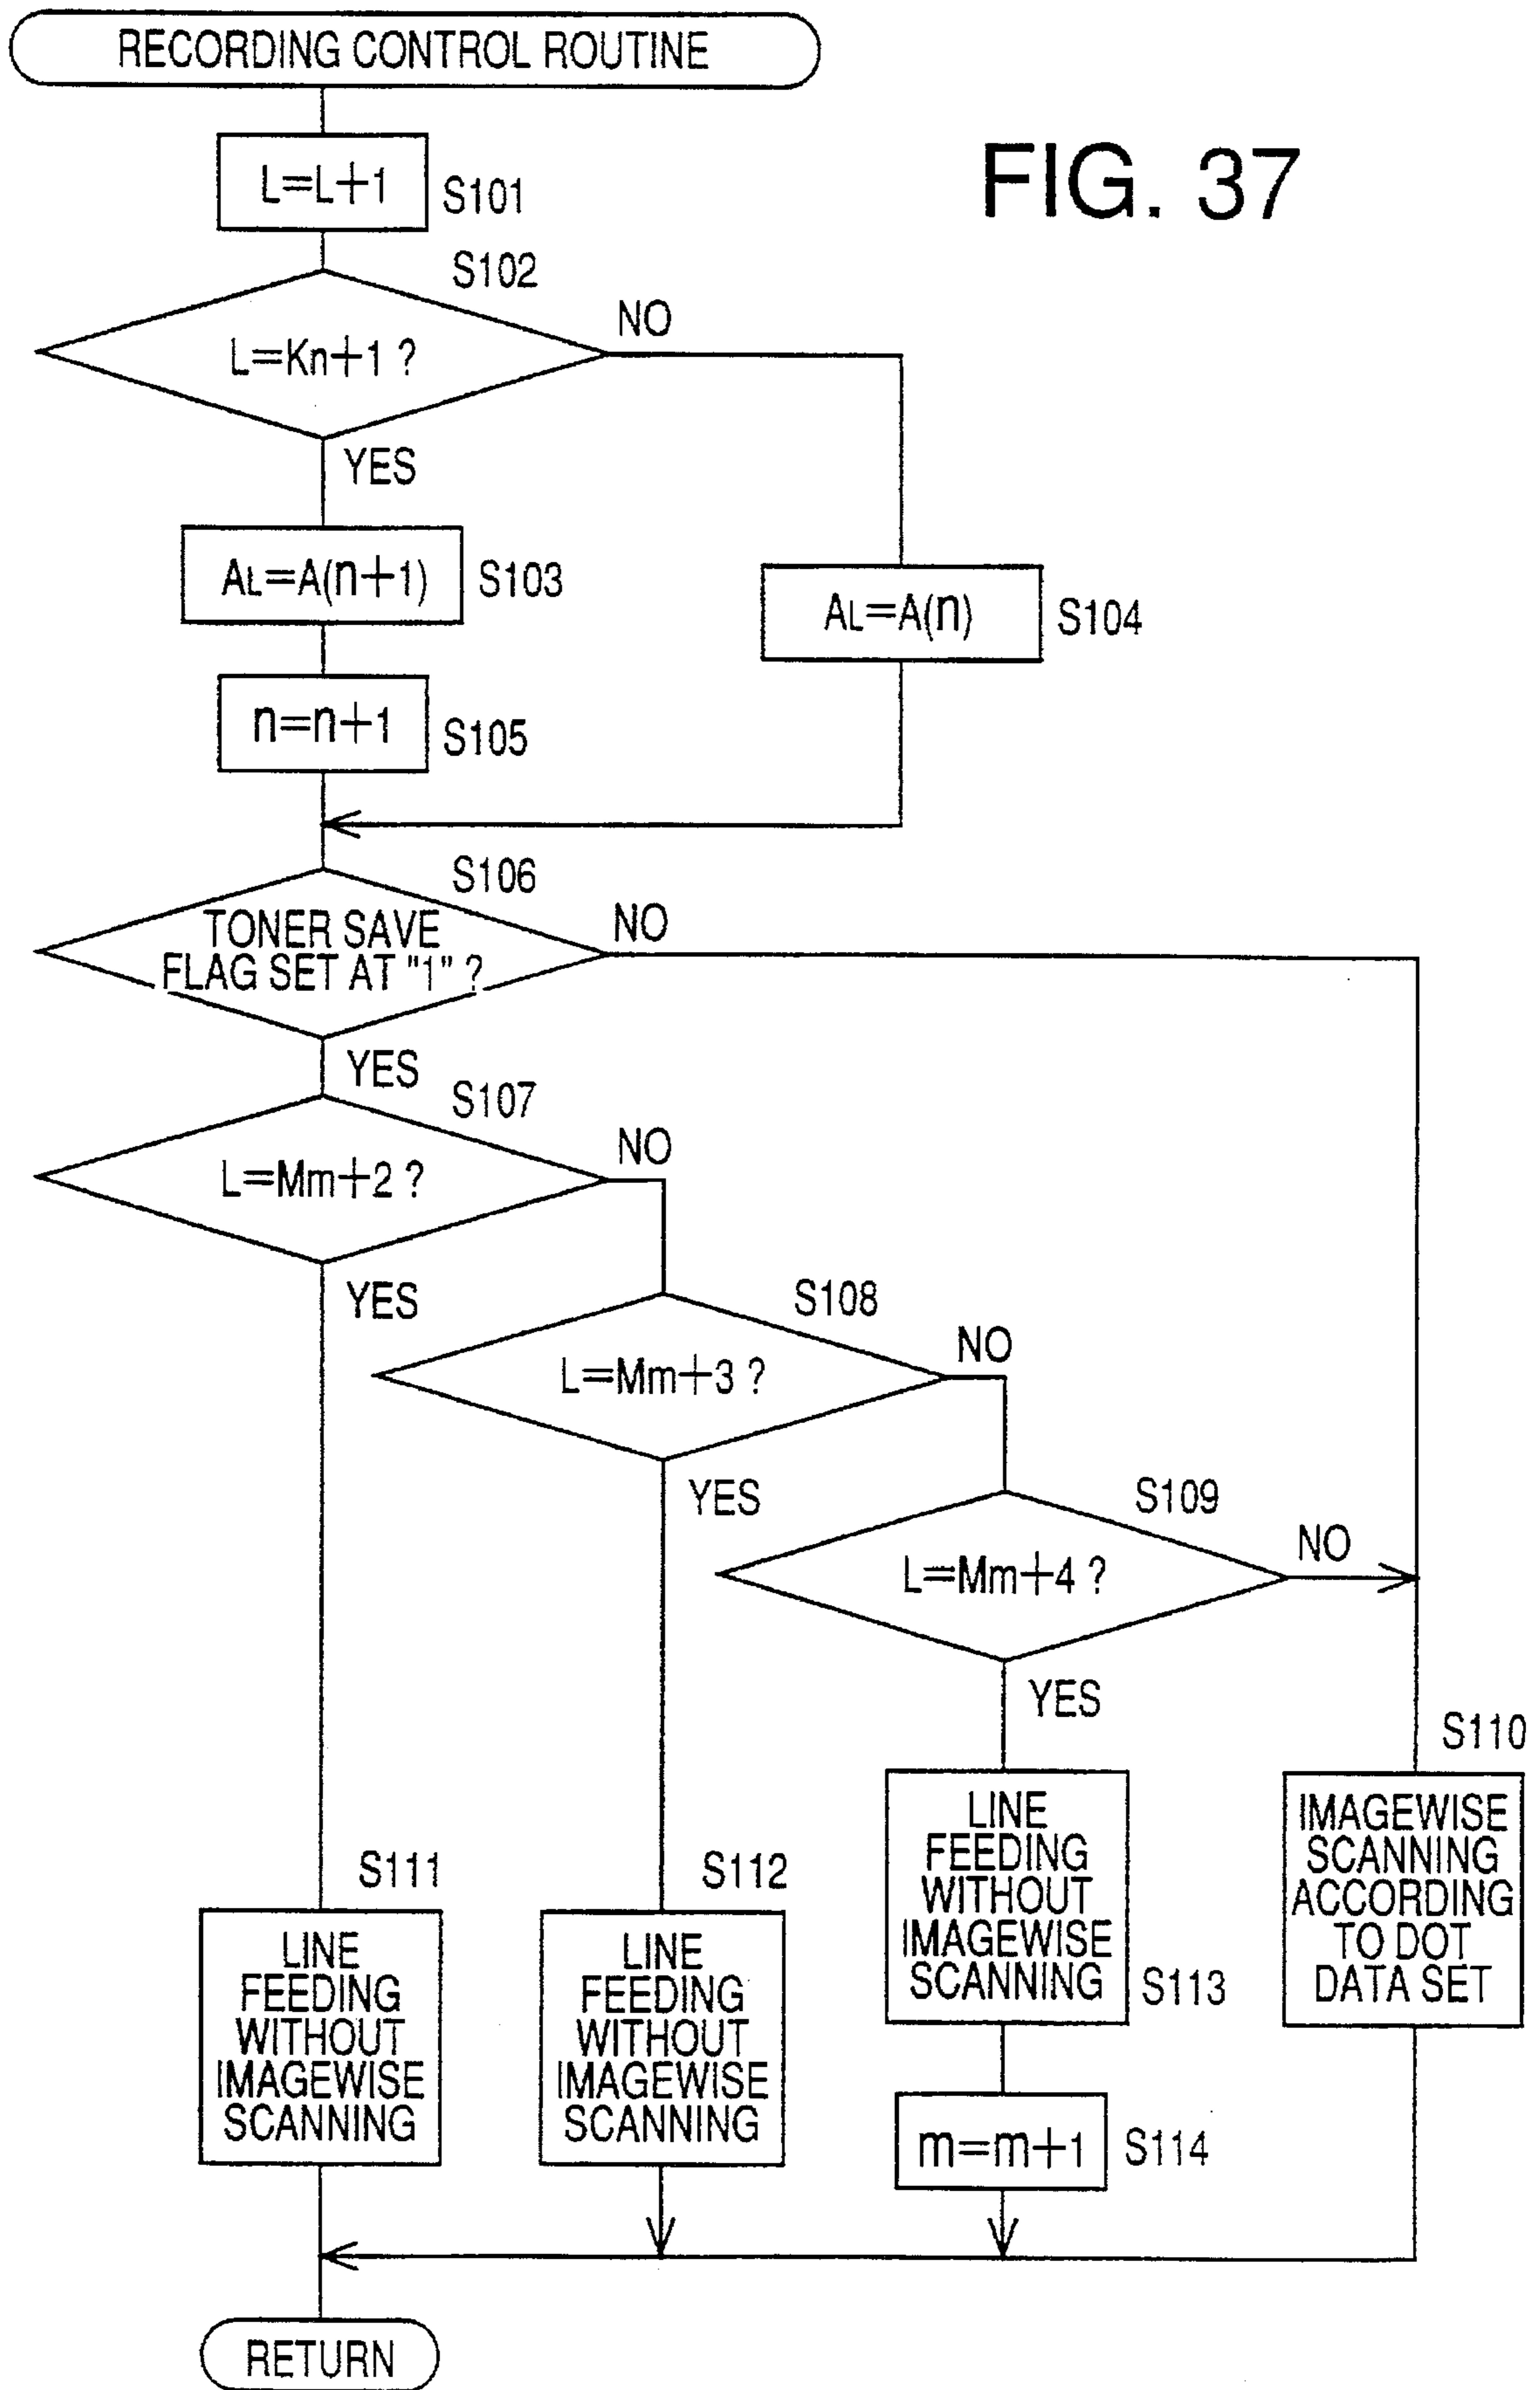 RECORDING CONTROL ROUTINE
FIG. 37
L=L+1
S101
S102
L=Kn+1 ?
NO
YES
AL=A(n+1)
S103
AL=A(n)
S104
n=n+1
S105
S106
TONER SAVE
FLAG SET AT "1" ?
NO
YES
S107
L=Mm+2 ?
NO
YES
S108
L=Mm+3 ?
NO
YES
S109
L=Mm+4 ?
NO
YES
S110
IMAGEWISE
SCANNING
ACCORDING
TO DOT
DATA SET
S111
LINE
FEEDING
WITHOUT
IMAGEWISE
SCANNING
S112
LINE
FEEDING
WITHOUT
IMAGEWISE
SCANNING
LINE
FEEDING
WITHOUT
IMAGEWISE
SCANNING
S113
m=m+1
S114
RETURN